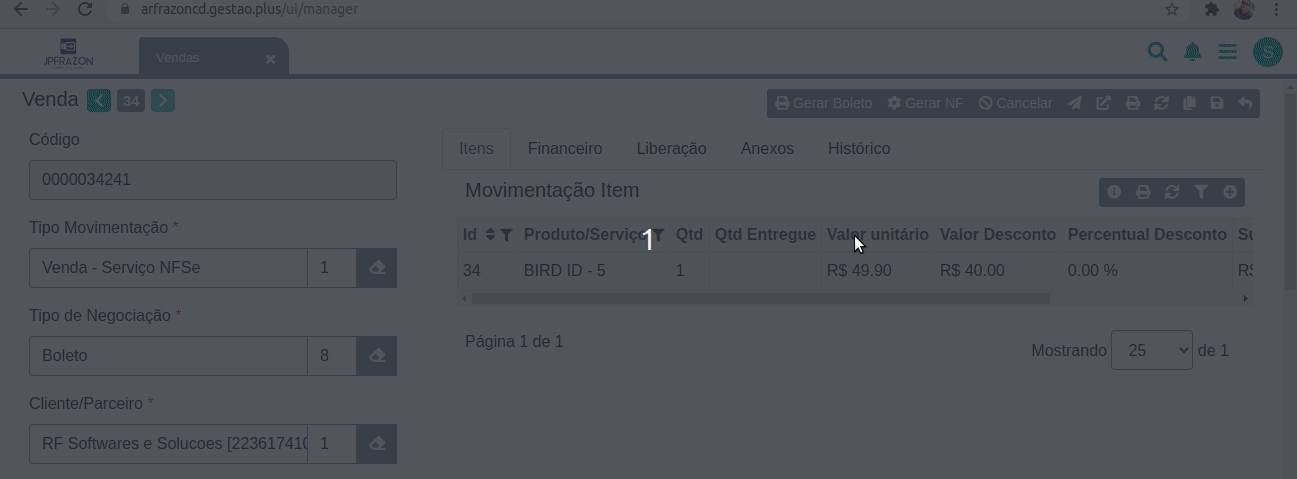 arfrazoncd.gestao.plus/ui/manager
JPFRAZON
Vendas
S
Venda 34
Gerar Boleto Gerar NF Cancelar
Código
0000034241
Tipo Movimentação *
Venda - Serviço NFSe 1
Tipo de Negociação *
Boleto 8
Cliente/Parceiro *
RF Softwares e Solucoes [223617410 1
Itens Financeiro Liberação Anexos Histórico
Movimentação Item
Id Produto/Serviço Qtd Qtd Entregue Valor unitário Valor Desconto Percentual Desconto Su
34 BIRD ID - 5 1 R$ 49.90 R$ 40.00 0.00 % R$
1
Página 1 de 1
Mostrando 25 de 1